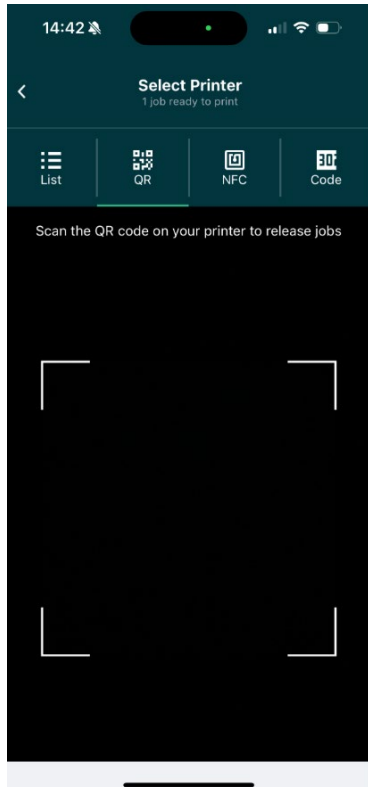 14:42
Select Printer
1 job ready to print
List
QR
NFC
Code
Scan the QR code on your printer to release jobs